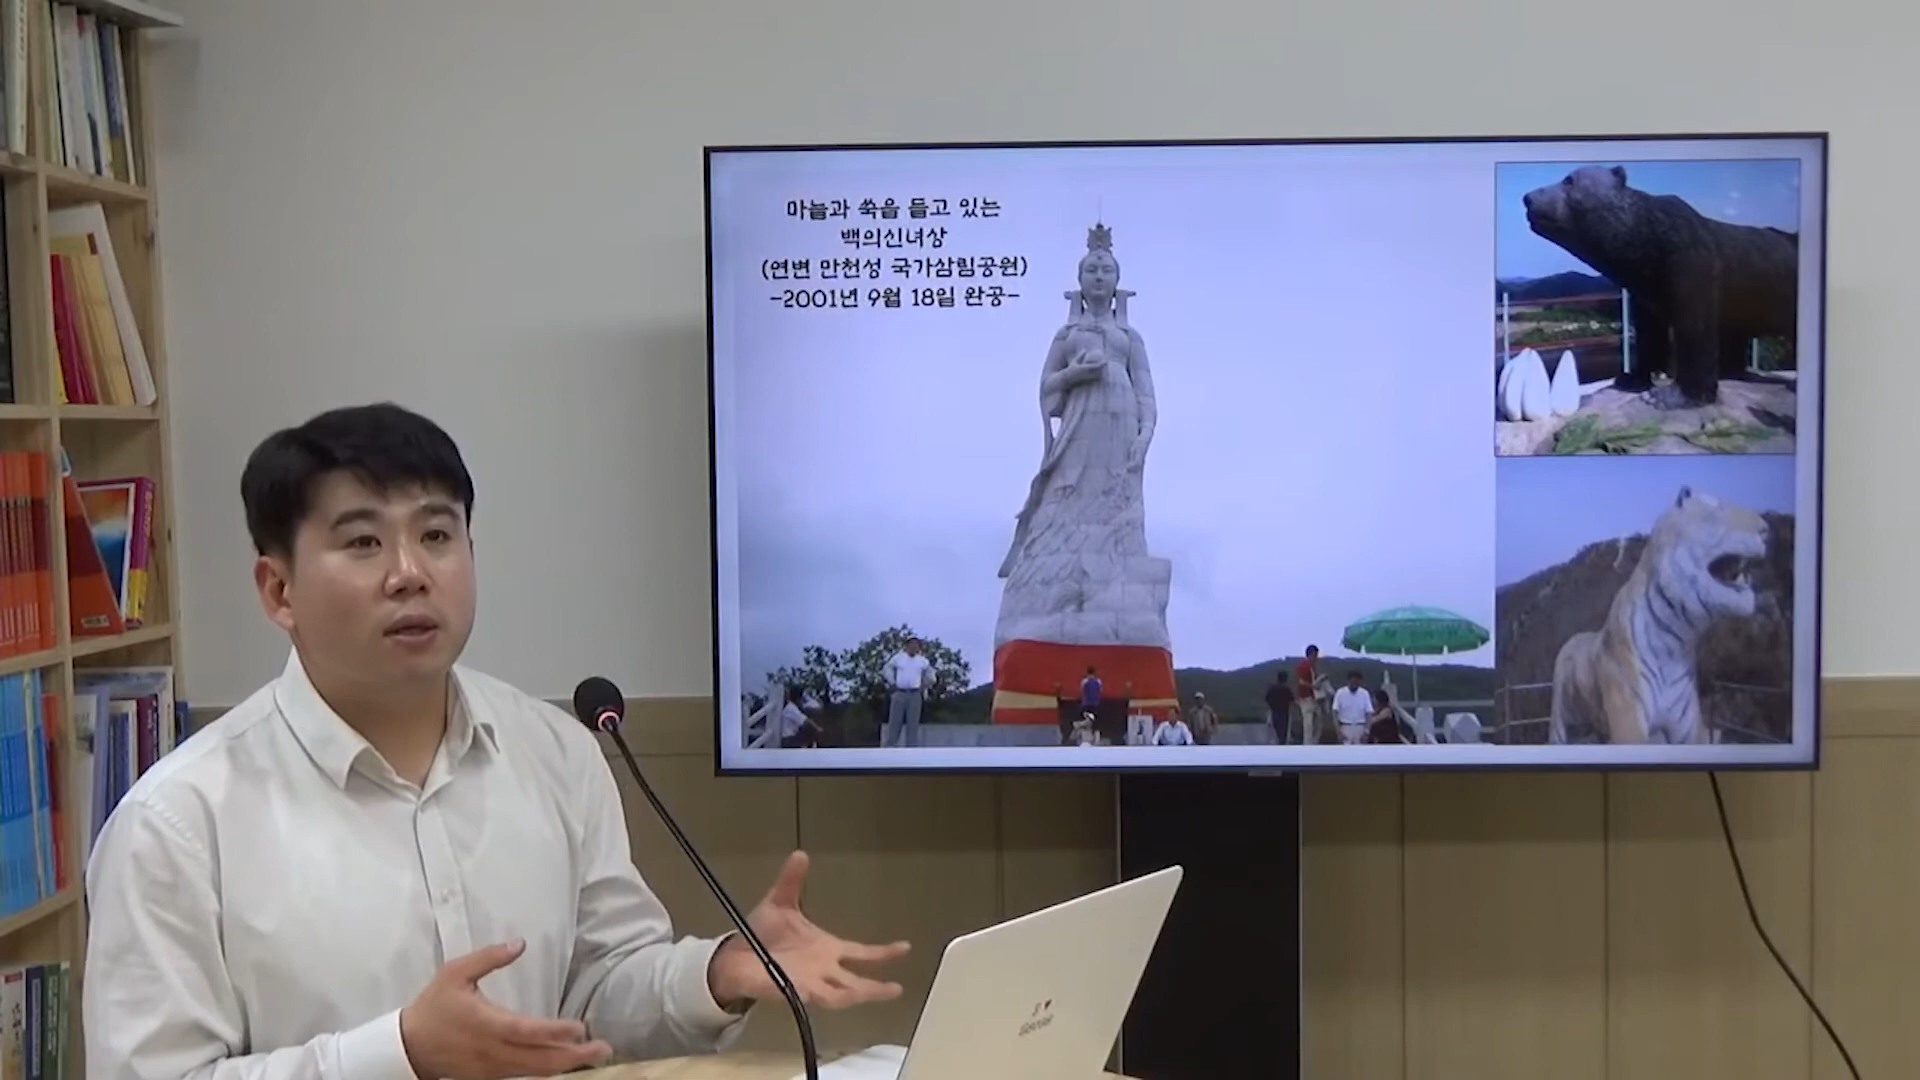 마늘과 쑥을 들고 있는
백의신녀상
(연변 만천성 국가삼림공원)
-2001년 9월 18일 완공-